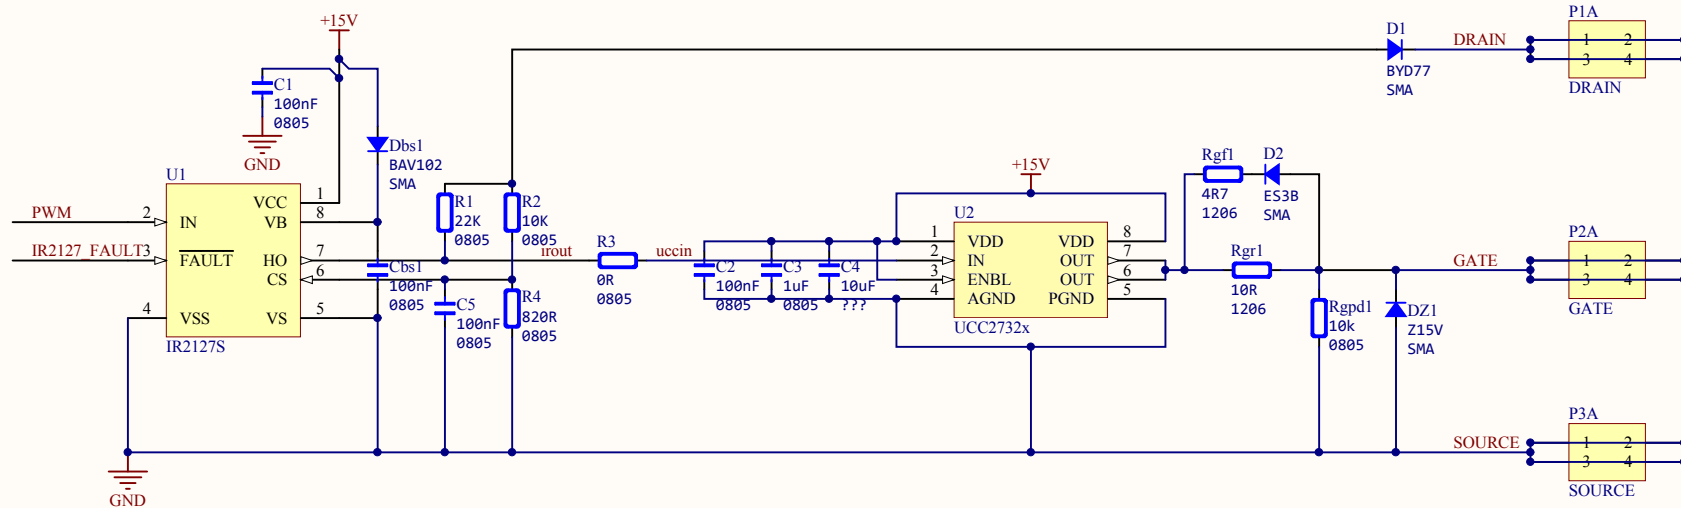 +15V
C1
100nF
0805
GND
Dbs1
BAV102
SMA
D1
BYD77
SMA
DRAIN
P1A
1 2
3 4
DRAIN
U1
PWM
2
IN
VCC
1
VB
8
IR2127_FAULT
3
FAULT
HO
7
CS
6
4
VSS
VS
5
IR2127S
Cbs1
100nF
0805
R1
22K
0805
R2
10K
0805
C5
100nF
0805
R4
820R
0805
irout
R3
0R
0805
uccin
C2
100nF
0805
C3
1uF
0805
C4
10uF
???
+15V
U2
1
VDD
VDD
8
2
IN
OUT
7
3
ENBL
OUT
6
4
AGND
PGND
5
UCC2732x
Rgf1
4R7
1206
D2
ES3B
SMA
Rgr1
10R
1206
Rgpd1
10k
0805
DZ1
Z15V
SMA
GATE
P2A
1 2
3 4
GATE
SOURCE
P3A
1 2
3 4
SOURCE
GND